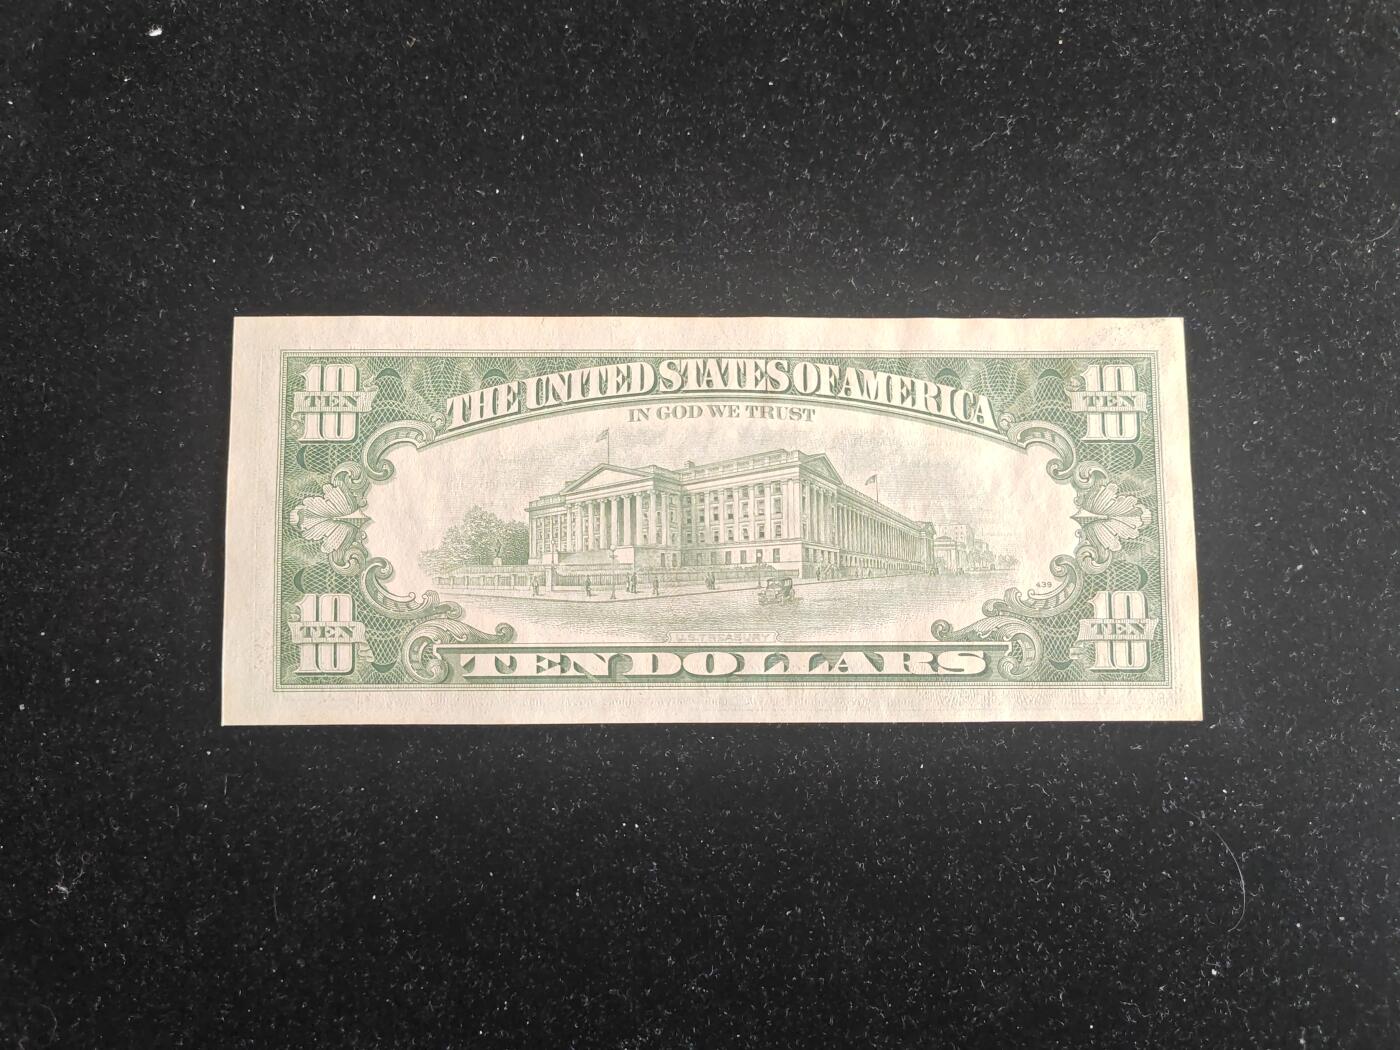 10 TEN 10
THE UNITED STATES OF AMERICA
10 TEN 10
IN GOD WE TRUST
439
10 TEN 10
U.S. TREASURY
10 TEN 10
TEN DOLLARS